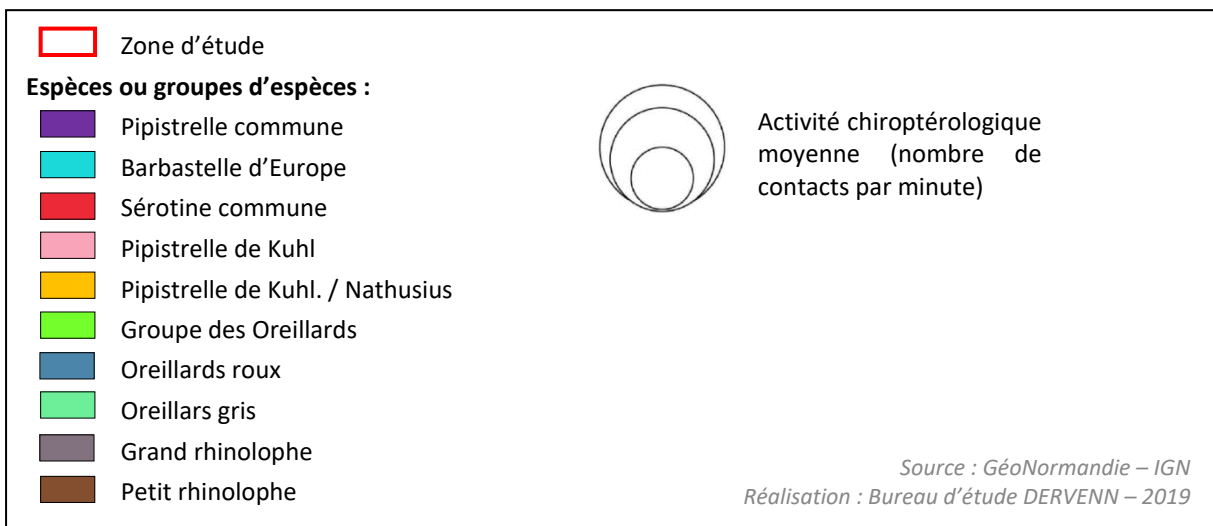 Zone d’étude
Espèces ou groupes d’espèces :
Pipistrelle commune
Barbastelle d’Europe
Sérotine commune
Pipistrelle de Kuhl
Pipistrelle de Kuhl. / Nathusius
Groupe des Oreillards
Oreillards roux
Oreillars gris
Grand rhinolophe
Petit rhinolophe
Activité chiroptérologique
moyenne (nombre de
contacts par minute)
Source : GéoNormandie – IGN
Réalisation : Bureau d’étude DERVENN – 2019